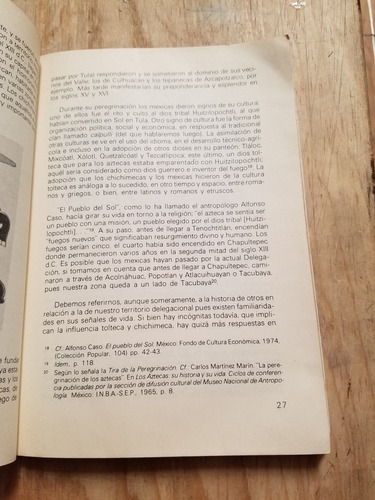 pasar por Tula) respondieron y se sometieron al dominio de sus veci-
nos del Valle, los de Culhuacán y los tepanecas de Azcapotzalco, por
ejemplo. Más tarde manifestarían su preponderancia y esplendor en
los siglos XV y XVI.
Durante su peregrinación los mexicas dieron signos de su cultura:
uno de ellos fue el rito y culto al dios tribal Huitzilopochtli, al que
habían convertido en Sol en Tula. Otro signo de cultura fue la forma de
organización política, social y económica, en respuesta al tradicional
clan llamado calpulli (del que hablaremos luego). La asimilación de
otras culturas se ve en el uso del idioma, en el desarrollo técnico-agrí-
cola e incluso en la adopción de otros dioses en su panteón: Tláloc,
Mixcóatl, Xólotl, Quetzalcóatl y Tezcatlipoca; este último, un dios tol-
teca que para los aztecas estaba emparentado con Huitzilopochtli;
aquél sería considerado como dios guerrero e inventor del fuego¹⁸. La
adopción que los chichimecas y los mexicas hicieron de la cultura
tolteca es análoga a lo sucedido, en otro tiempo y espacio, entre roma-
nos y griegos, o bien, entre latinos y romanos y etruscos.
"El Pueblo del Sol", como lo ha llamado el antropólogo Alfonso
Caso, hacía girar su vida en torno a la religión; "el azteca se sentía ser
un pueblo con una misión, un pueblo elegido por el dios tribal [Hutzi-
lopochtli] . . ."¹⁹ A su paso, antes de llegar a Tenochtitlan, encendían
"fuegos nuevos" que significaban resurgimiento divino y humano. Los
fuegos serían cinco; el cuarto había sido encendido en Chapultepec
donde permanecieron varios años en la segunda mitad del siglo XIII
d.C. Es posible que los mexicas hayan pasado por la actual Delega-
ción, si tomamos en cuenta que antes de llegar a Chapultepec, cami-
naron a través de Acolnáhuac, Popotlan y Atlacuihuayan o Tacubaya,
pues nuestra zona queda a un lado de Tacubaya²⁰.
Debemos referirnos, aunque someramente, a la historia de otros en
relación a la de nuestro territorio delegacional pues existen familiarida-
des en sus señales de vida. Si bien hay incógnitas todavía, que impli-
can la influencia tolteca y chichimeca, hay quizá más respuestas en
¹⁸ Cf. Alfonso Caso. El pueblo del Sol. México: Fondo de Cultura Económica, 1974,
(Colección Popular, 104) pp. 42-43.
¹⁹ Idem., p. 118.
²⁰ Según lo señala la Tira de la Peregrinación. Cf. Carlos Martínez Marín. "La pere-
grinación de los aztecas". En Los Aztecas: su historia y su vida. Ciclos de conferen-
cia publicadas por la sección de difusión cultural del Museo Nacional de Antropo-
logía. México: I.N.B.A-S.E.P., 1965, p. 8.
27